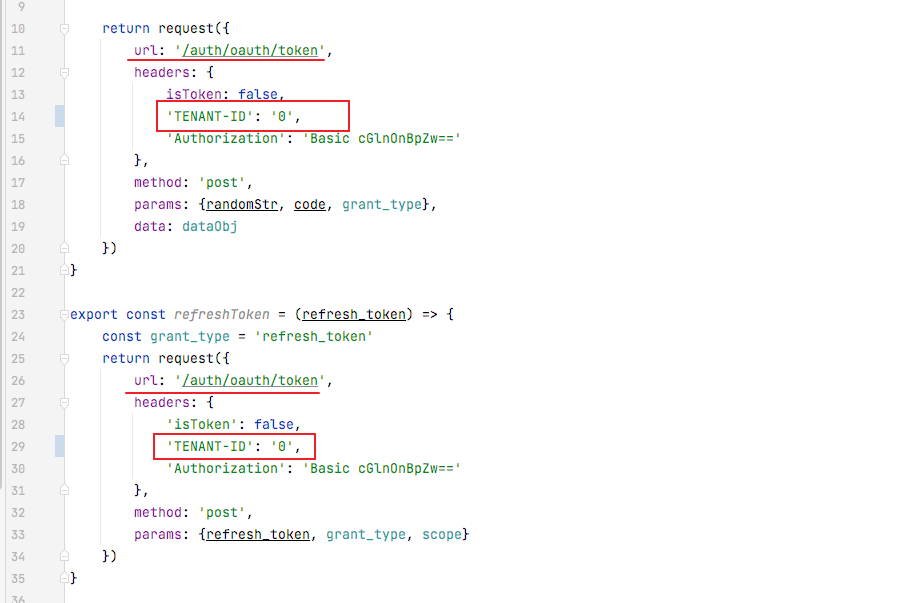 9
10 return request({
11 url: '/auth/oauth/token',
12 headers: {
13 isToken: false,
14 'TENANT-ID': '0',
15 'Authorization': 'Basic cGlnOnBpZw=='
16 },
17 method: 'post',
18 params: {randomStr, code, grant_type},
19 data: dataObj
20 })
21 }
22
23 export const refreshToken = (refresh_token) => {
24 const grant_type = 'refresh_token'
25 return request({
26 url: '/auth/oauth/token',
27 headers: {
28 'isToken': false,
29 'TENANT-ID': '0',
30 'Authorization': 'Basic cGlnOnBpZw=='
31 },
32 method: 'post',
33 params: {refresh_token, grant_type, scope}
34 })
35 }
36